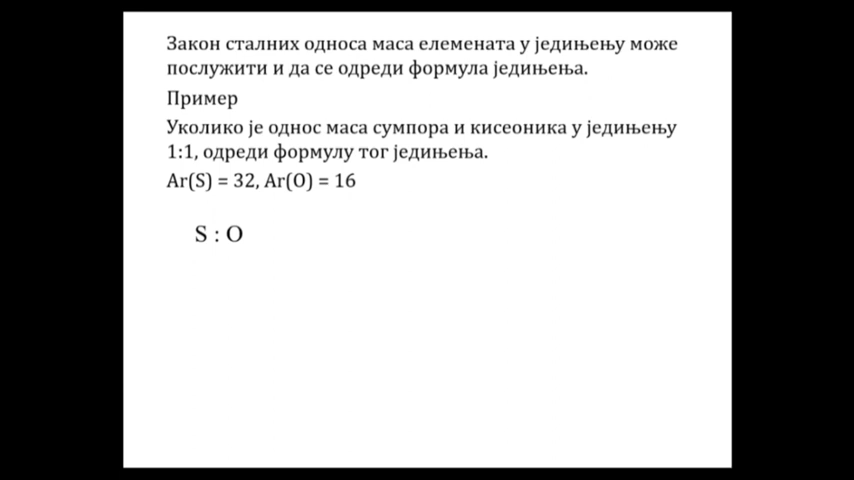 Закон сталних односа маса елемената у једињењу може
послужити и да се одреди формула једињења.
Пример
Уколико је однос маса сумпора и кисеоника у једињењу
1:1, одреди формулу тог једињења.
Ar(S) = 32, Ar(O) = 16
S : O